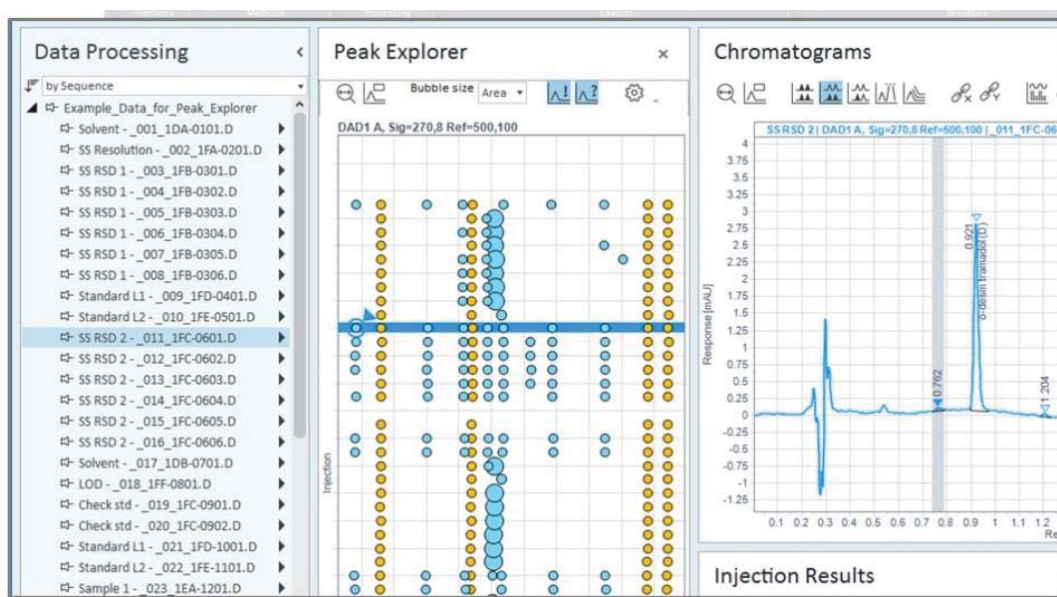 Injections Methods Processing Layouts Windows
Data Processing <
by Sequence
Example_Data_for_Peak_Explorer
Solvent - _001_1DA-0101.D
SS Resolution - _002_1FA-0201.D
SS RSD 1 - _003_1FB-0301.D
SS RSD 1 - _004_1FB-0302.D
SS RSD 1 - _005_1FB-0303.D
SS RSD 1 - _006_1FB-0304.D
SS RSD 1 - _007_1FB-0305.D
SS RSD 1 - _008_1FB-0306.D
Standard L1 - _009_1FD-0401.D
Standard L2 - _010_1FE-0501.D
SS RSD 2 - _011_1FC-0601.D
SS RSD 2 - _012_1FC-0602.D
SS RSD 2 - _013_1FC-0603.D
SS RSD 2 - _014_1FC-0604.D
SS RSD 2 - _015_1FC-0605.D
SS RSD 2 - _016_1FC-0606.D
Solvent - _017_1DB-0701.D
LOD - _018_1FF-0801.D
Check std - _019_1FC-0901.D
Check std - _020_1FC-0902.D
Standard L1 - _021_1FD-1001.D
Standard L2 - _022_1FE-1101.D
Sample 1 - _023_1EA-1201.D
Peak Explorer ×
Bubble size Area
DAD1 A, Sig=270,8 Ref=500,100
Injection
Chromatograms
SS RSD 2 | DAD1 A, Sig=270,8 Ref=500,100 | _011_1FC-06
Response [mAU]
4
3.75
3.5
3.25
3
2.75
2.5
2.25
2
1.75
1.5
1.25
1
0.75
0.5
0.25
0
-0.25
-0.5
-0.75
-1
-1.25
0.762
0.921
o-desm tramadol (D)
1.204
0.1 0.2 0.3 0.4 0.5 0.6 0.7 0.8 0.9 1 1.1 1.2
Re
Injection Results